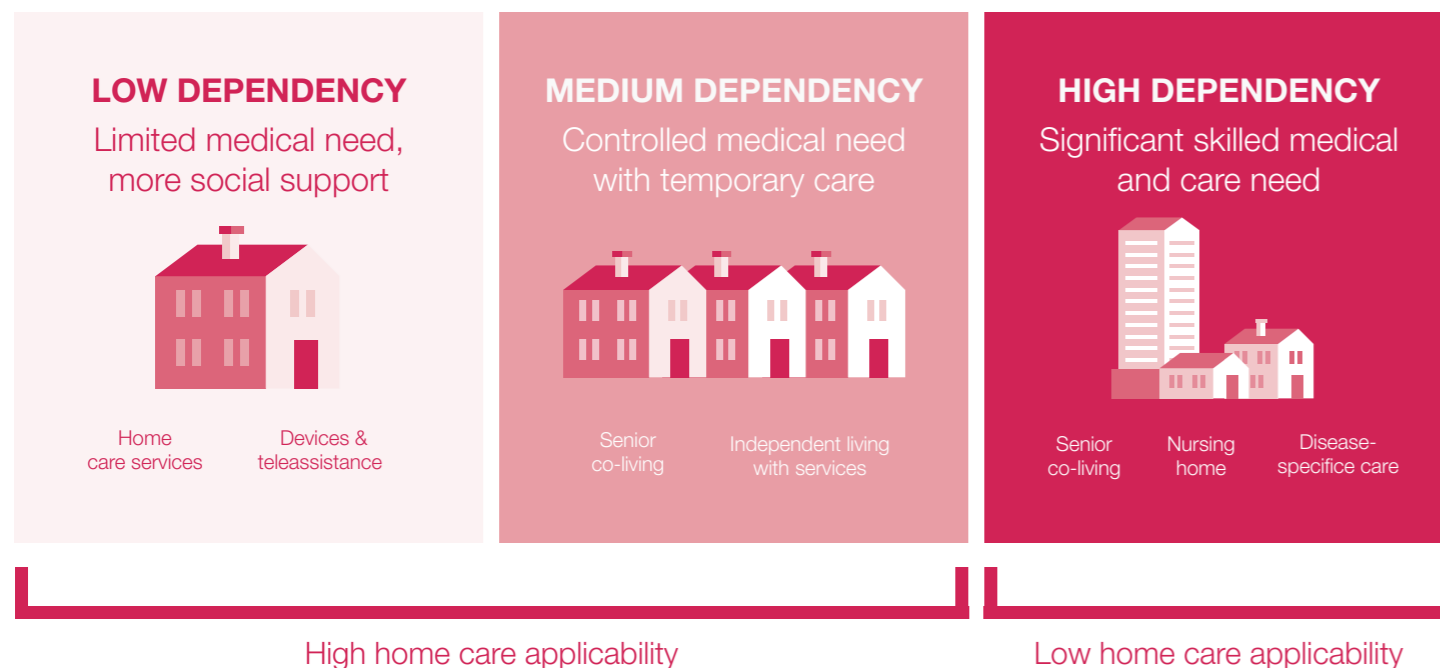 LOW DEPENDENCY
Limited medical need,
more social support
Home
care services
Devices &
teleassistance
MEDIUM DEPENDENCY
Controlled medical need
with temporary care
Senior
co-living
Independent living
with services
HIGH DEPENDENCY
Significant skilled medical
and care need
Senior
co-living
Nursing
home
Disease-
specifice care
High home care applicability
Low home care applicability